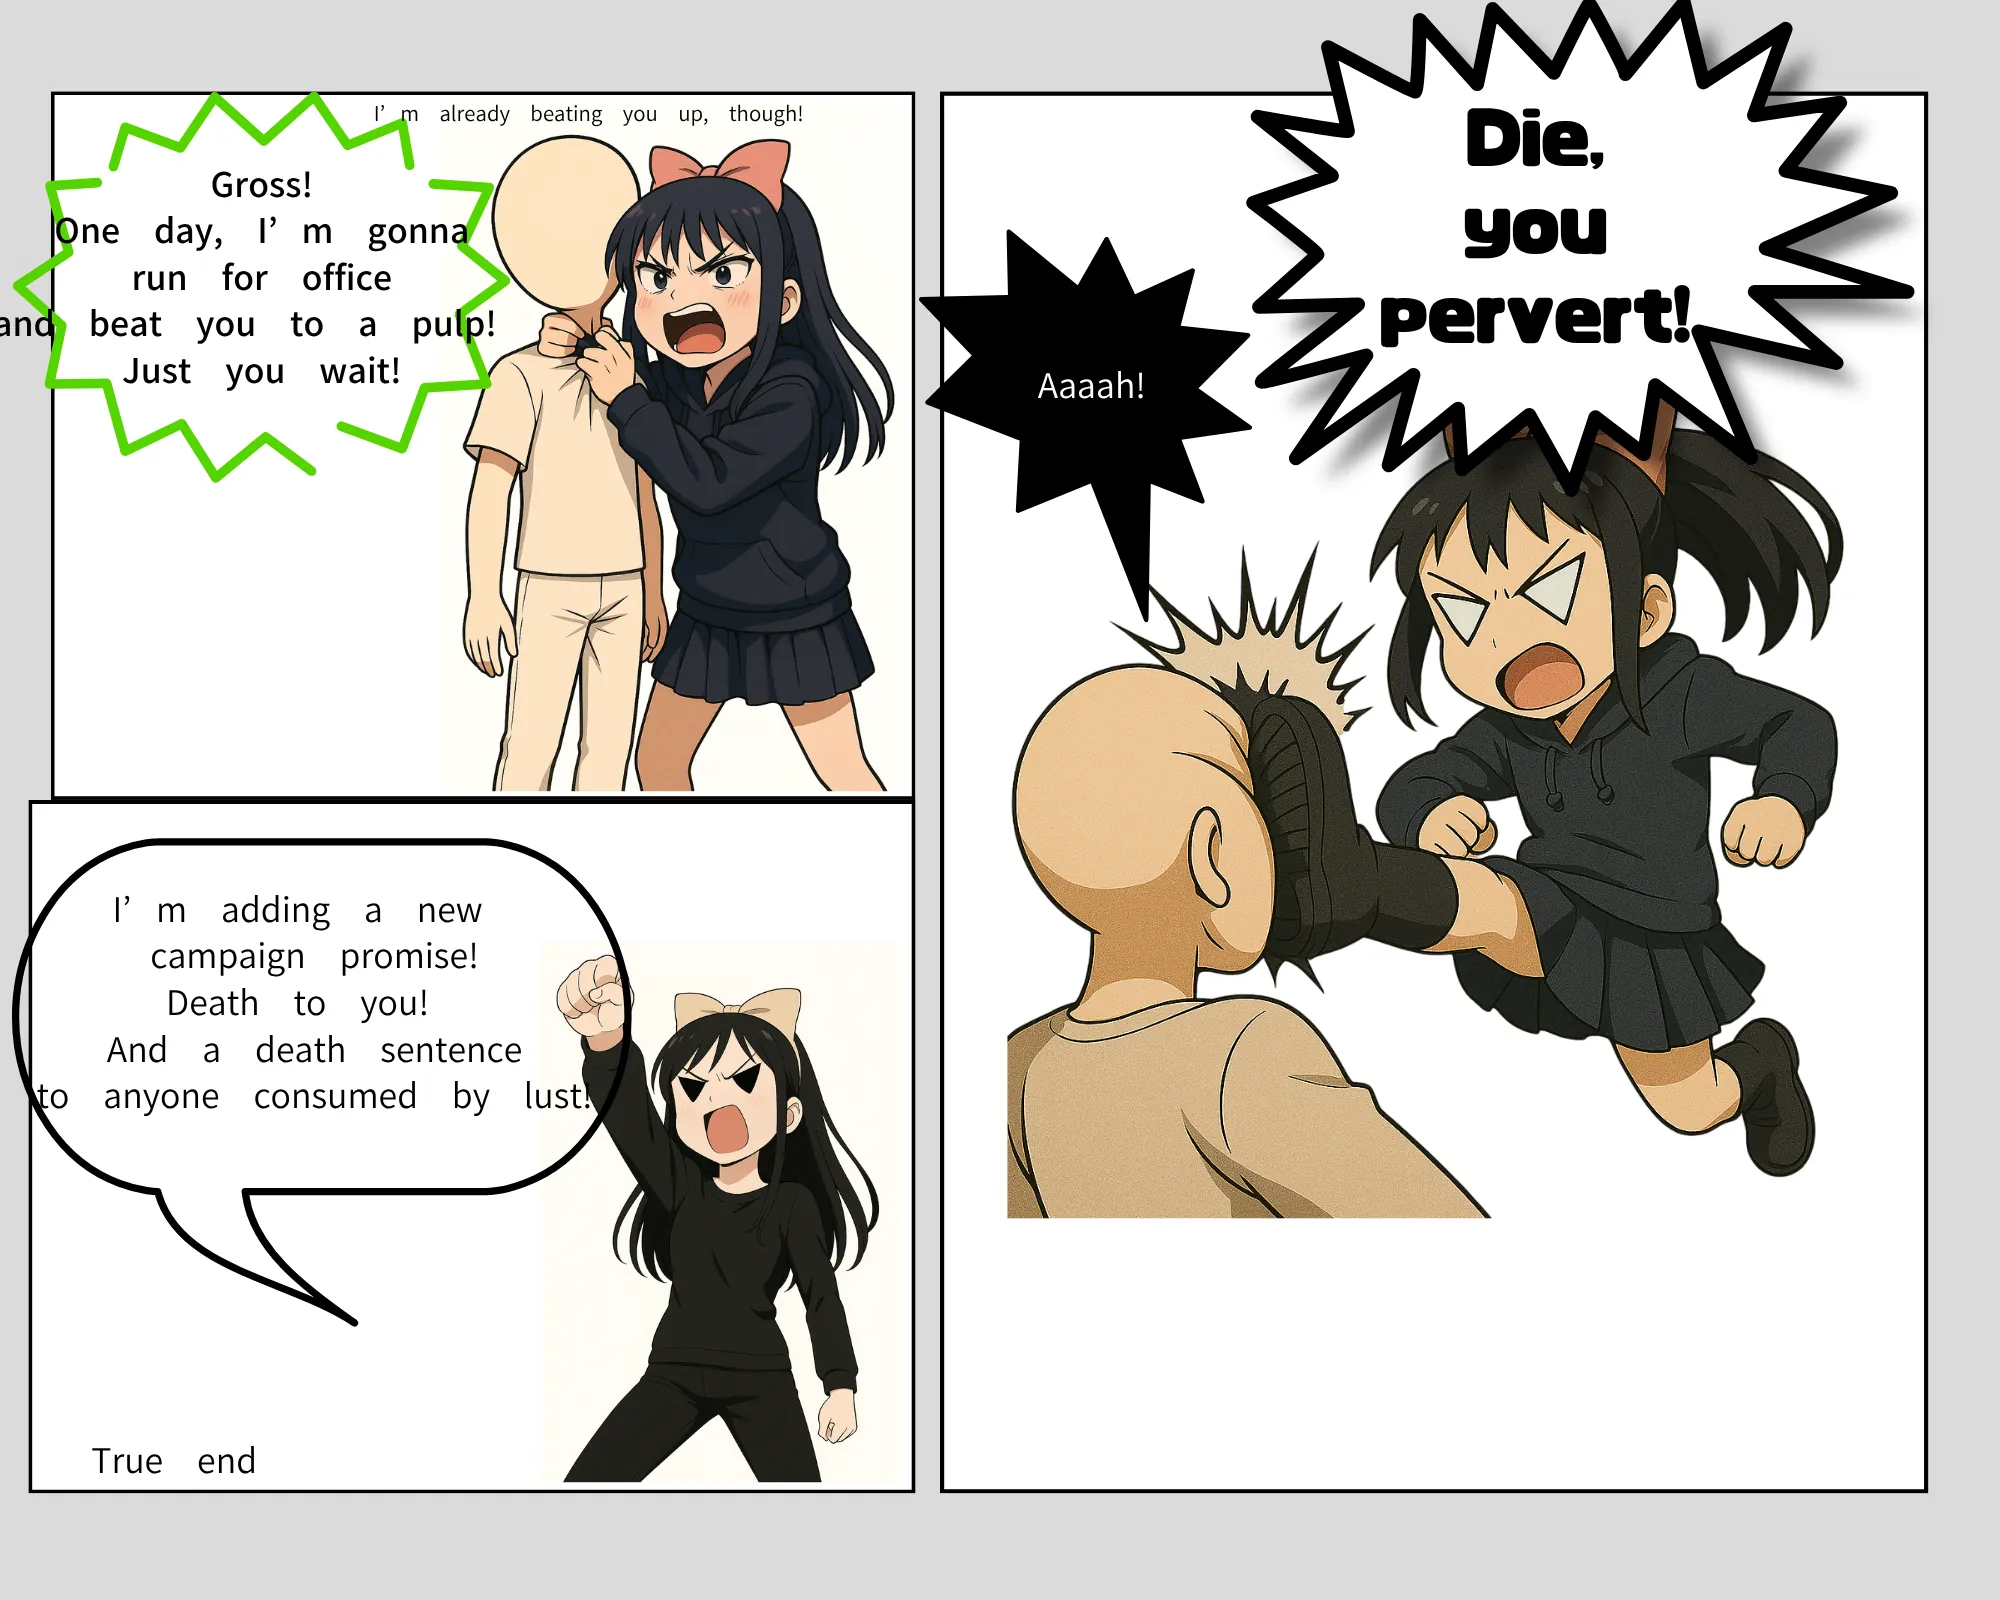 Die,
you
pervert!
Aaaah!
I’m already beating you up, though!
Gross!
One day, I’m gonna
run for office
and beat you to a pulp!
Just you wait!
I’m adding a new
campaign promise!
Death to you!
And a death sentence
to anyone consumed by lust!
True end